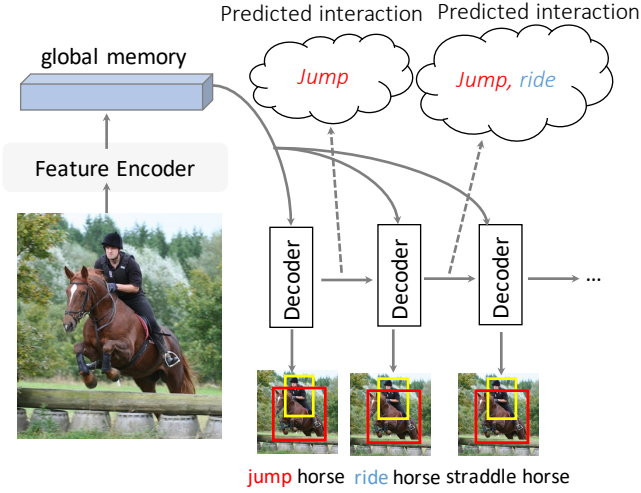 Predicted interaction
Predicted interaction
global memory
Jump
Jump, ride
Feature Encoder
Decoder
Decoder
Decoder
...
jump horse
ride horse
straddle horse